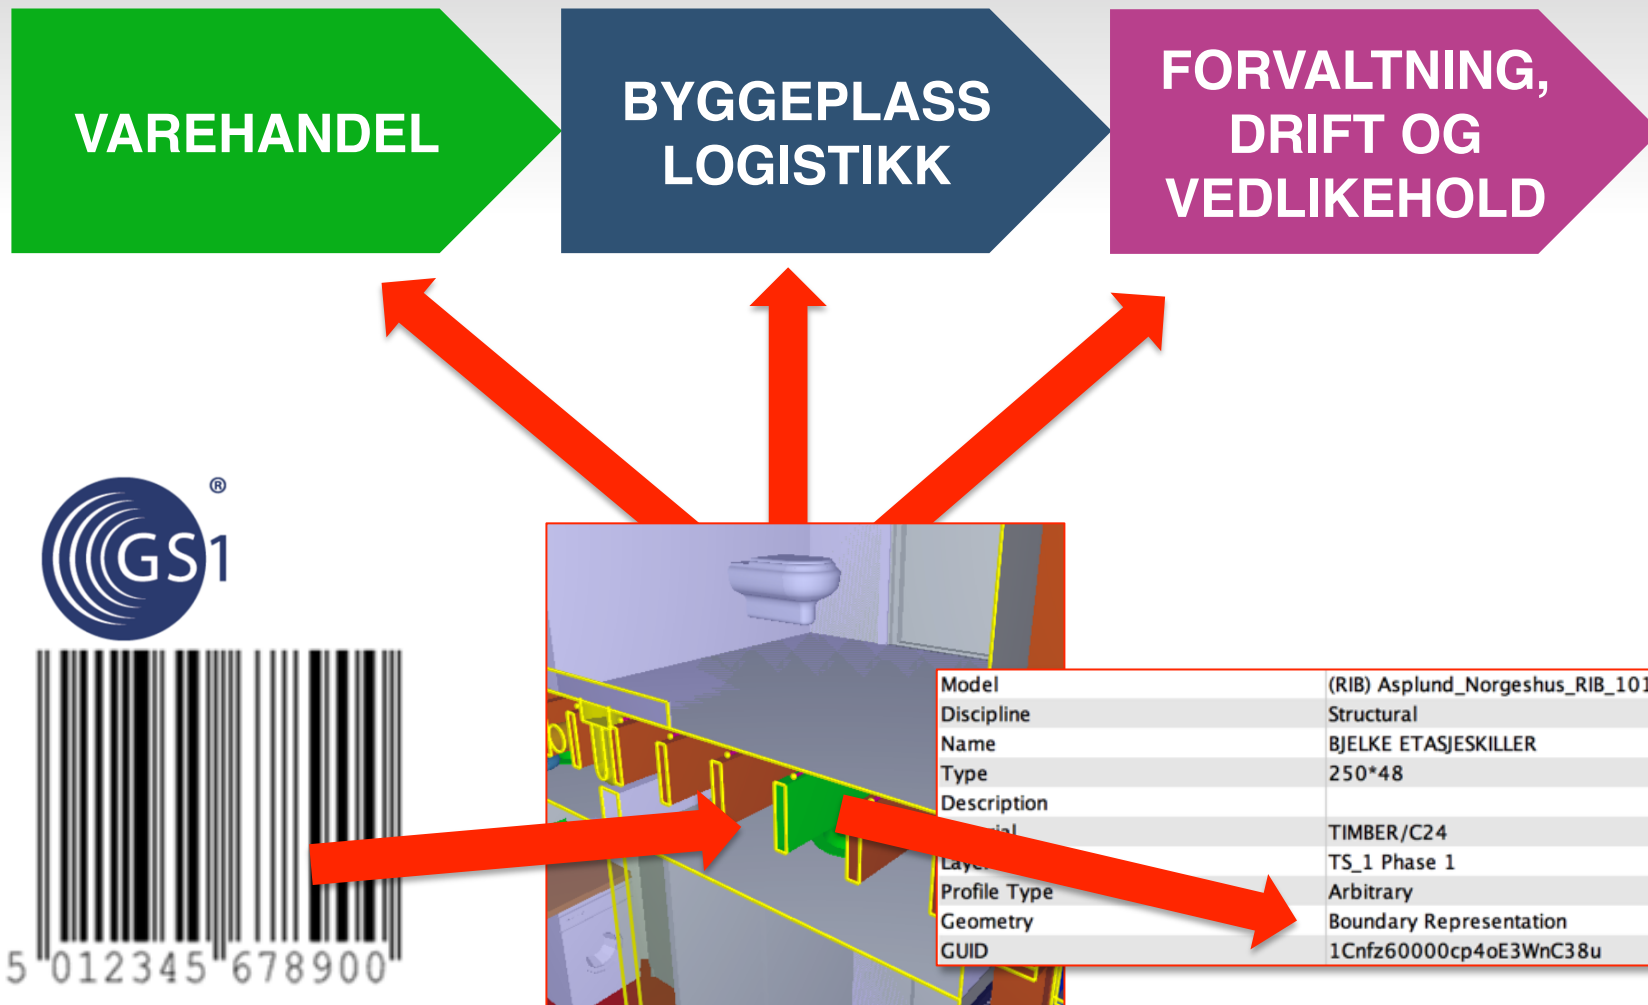 VAREHANDEL
BYGGEPLASS
LOGISTIKK
FORVALTNING,
DRIFT OG
VEDLIKEHOLD
®
GS1
5 012345 678900
Model (RIB) Asplund_Norgeshus_RIB_101
Discipline Structural
Name BJELKE ETASJESKILLER
Type 250*48
Description
TIMBER/C24
TS_1 Phase 1
Profile Type Arbitrary
Geometry Boundary Representation
GUID 1Cnfz60000cp4oE3WnC38u